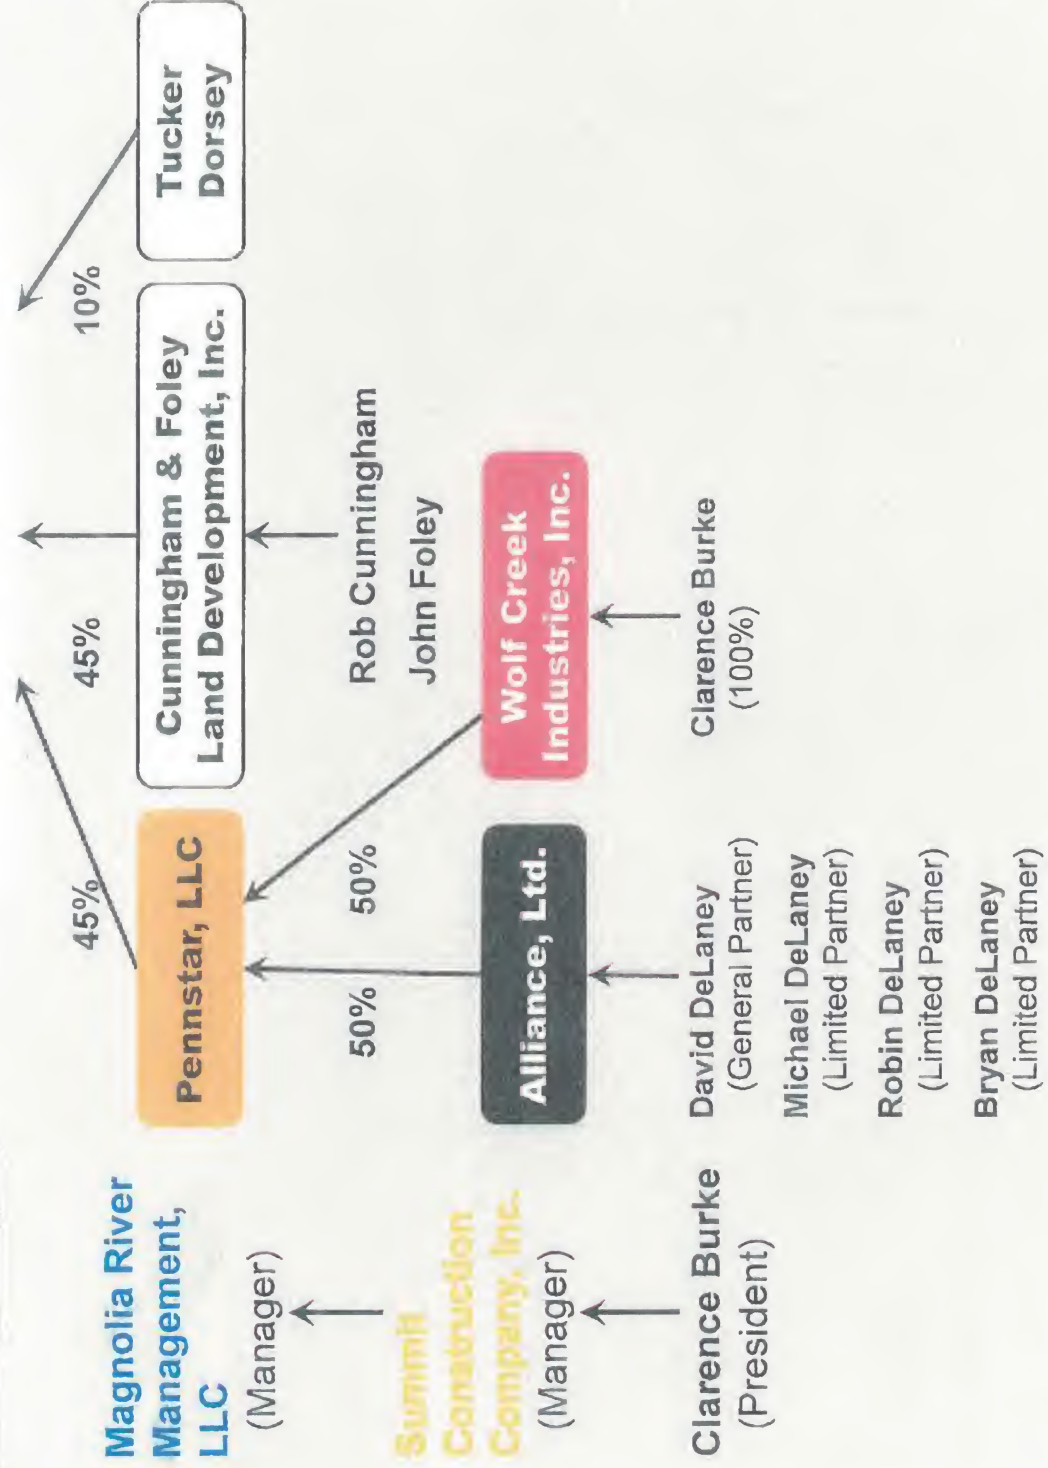 45%
45%
10%
Magnolia River
Management,
LLC
(Manager)
Pennstar, LLC
Cunningham & Foley
Land Development, Inc.
Tucker
Dorsey
50%
50%
Rob Cunningham
John Foley
Summit
Construction
Company, Inc.
(Manager)
Alliance, Ltd.
Wolf Creek
Industries, Inc.
Clarence Burke
(President)
David DeLaney
(General Partner)
Michael DeLaney
(Limited Partner)
Robin DeLaney
(Limited Partner)
Bryan DeLaney
(Limited Partner)
Clarence Burke
(100%)